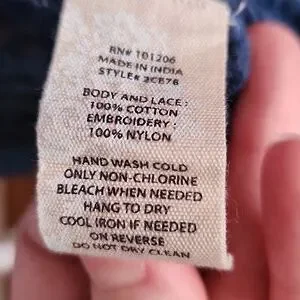 RN# 101206
MADE IN INDIA
STYLE# 3CB76
BODY AND LACE :
100% COTTON
EMBROIDERY :
100% NYLON
HAND WASH COLD
ONLY NON-CHLORINE
BLEACH WHEN NEEDED
HANG TO DRY
COOL IRON IF NEEDED
ON REVERSE
DO NOT DRY CLEAN